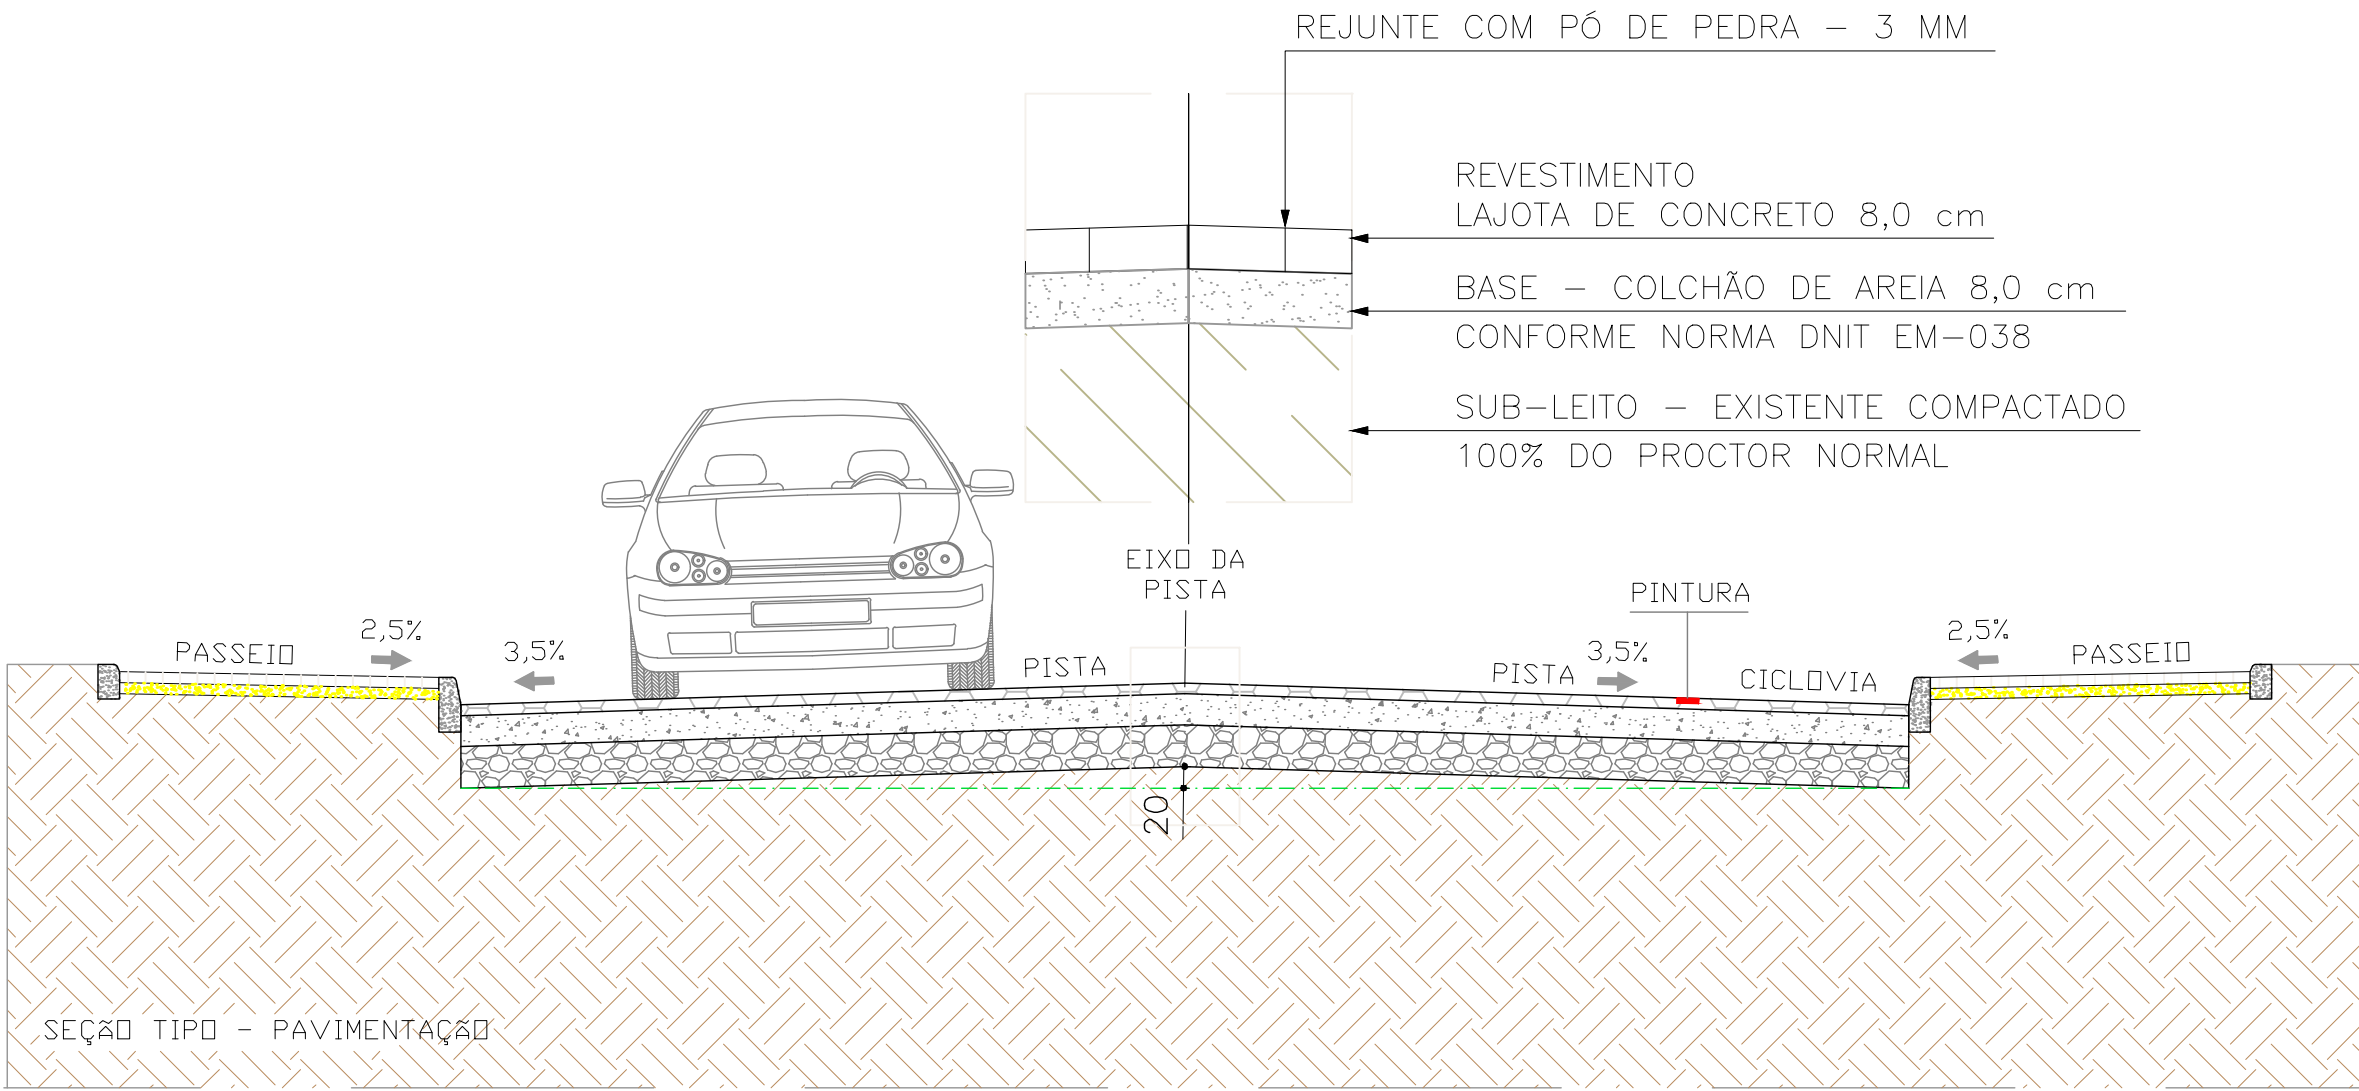 REJUNTE COM PÓ DE PEDRA - 3 MM
REVESTIMENTO
LAJOTA DE CONCRETO 8,0 cm
BASE - COLCHÃO DE AREIA 8,0 cm
CONFORME NORMA DNIT EM-038
SUB-LEITO - EXISTENTE COMPACTADO
100% DO PROCTOR NORMAL
EIXO DA
PISTA
PINTURA
PASSEIO
2,5%
3,5%
PISTA
PISTA
3,5%
CICLOVIA
2,5%
PASSEIO
20
SEÇÃO TIPO - PAVIMENTAÇÃO